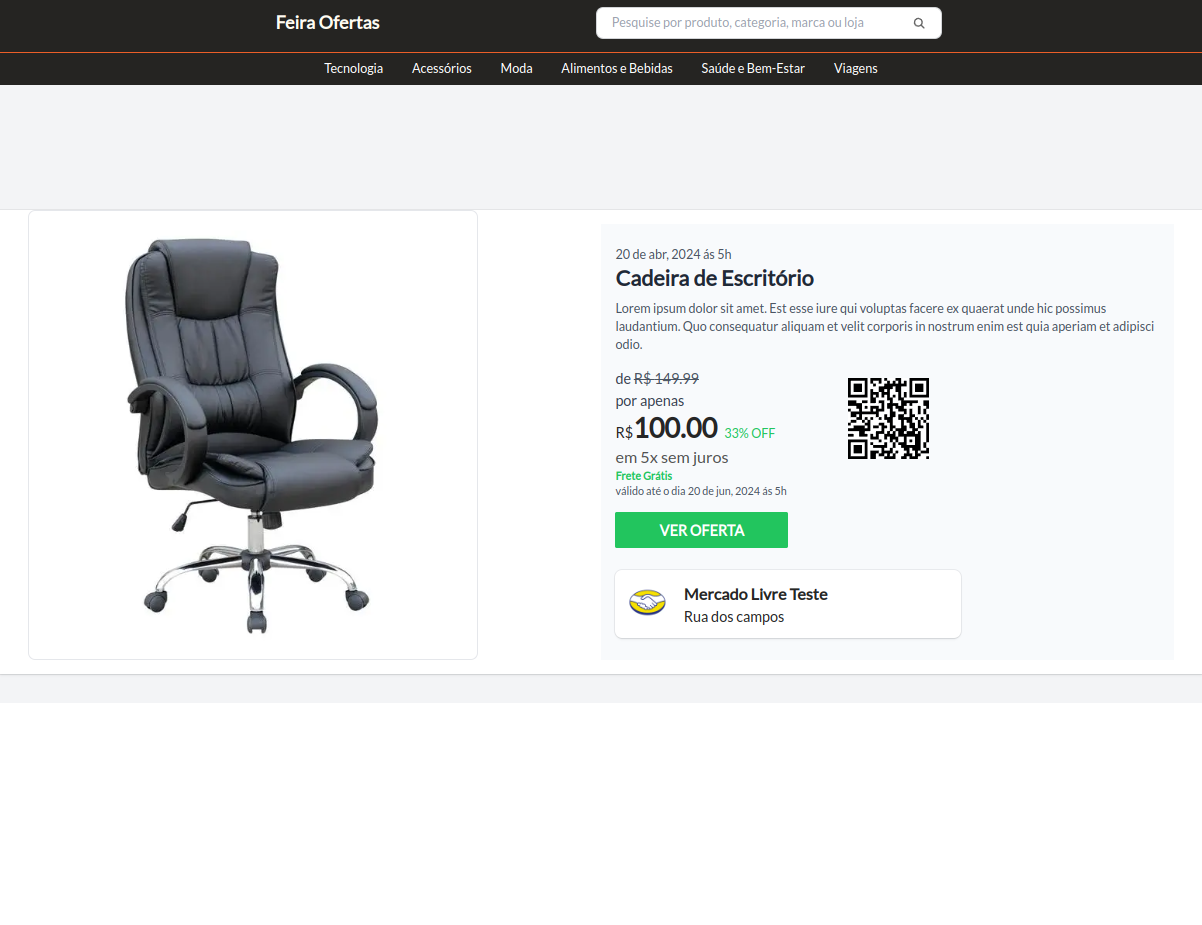 Feira Ofertas
Pesquise por produto, categoria, marca ou loja
Tecnologia Acessórios Moda Alimentos e Bebidas Saúde e Bem-Estar Viagens
20 de abr, 2024 ás 5h
Cadeira de Escritório
Lorem ipsum dolor sit amet. Est esse iure qui voluptas facere ex quaerat unde hic possimus
laudantium. Quo consequatur aliquam et velit corporis in nostrum enim est quia aperiam et adipisci
odio.
de R$ 149.99
por apenas
R$100.00 33% OFF
em 5x sem juros
Frete Grátis
válido até o dia 20 de jun, 2024 ás 5h
VER OFERTA
Mercado Livre Teste
Rua dos campos